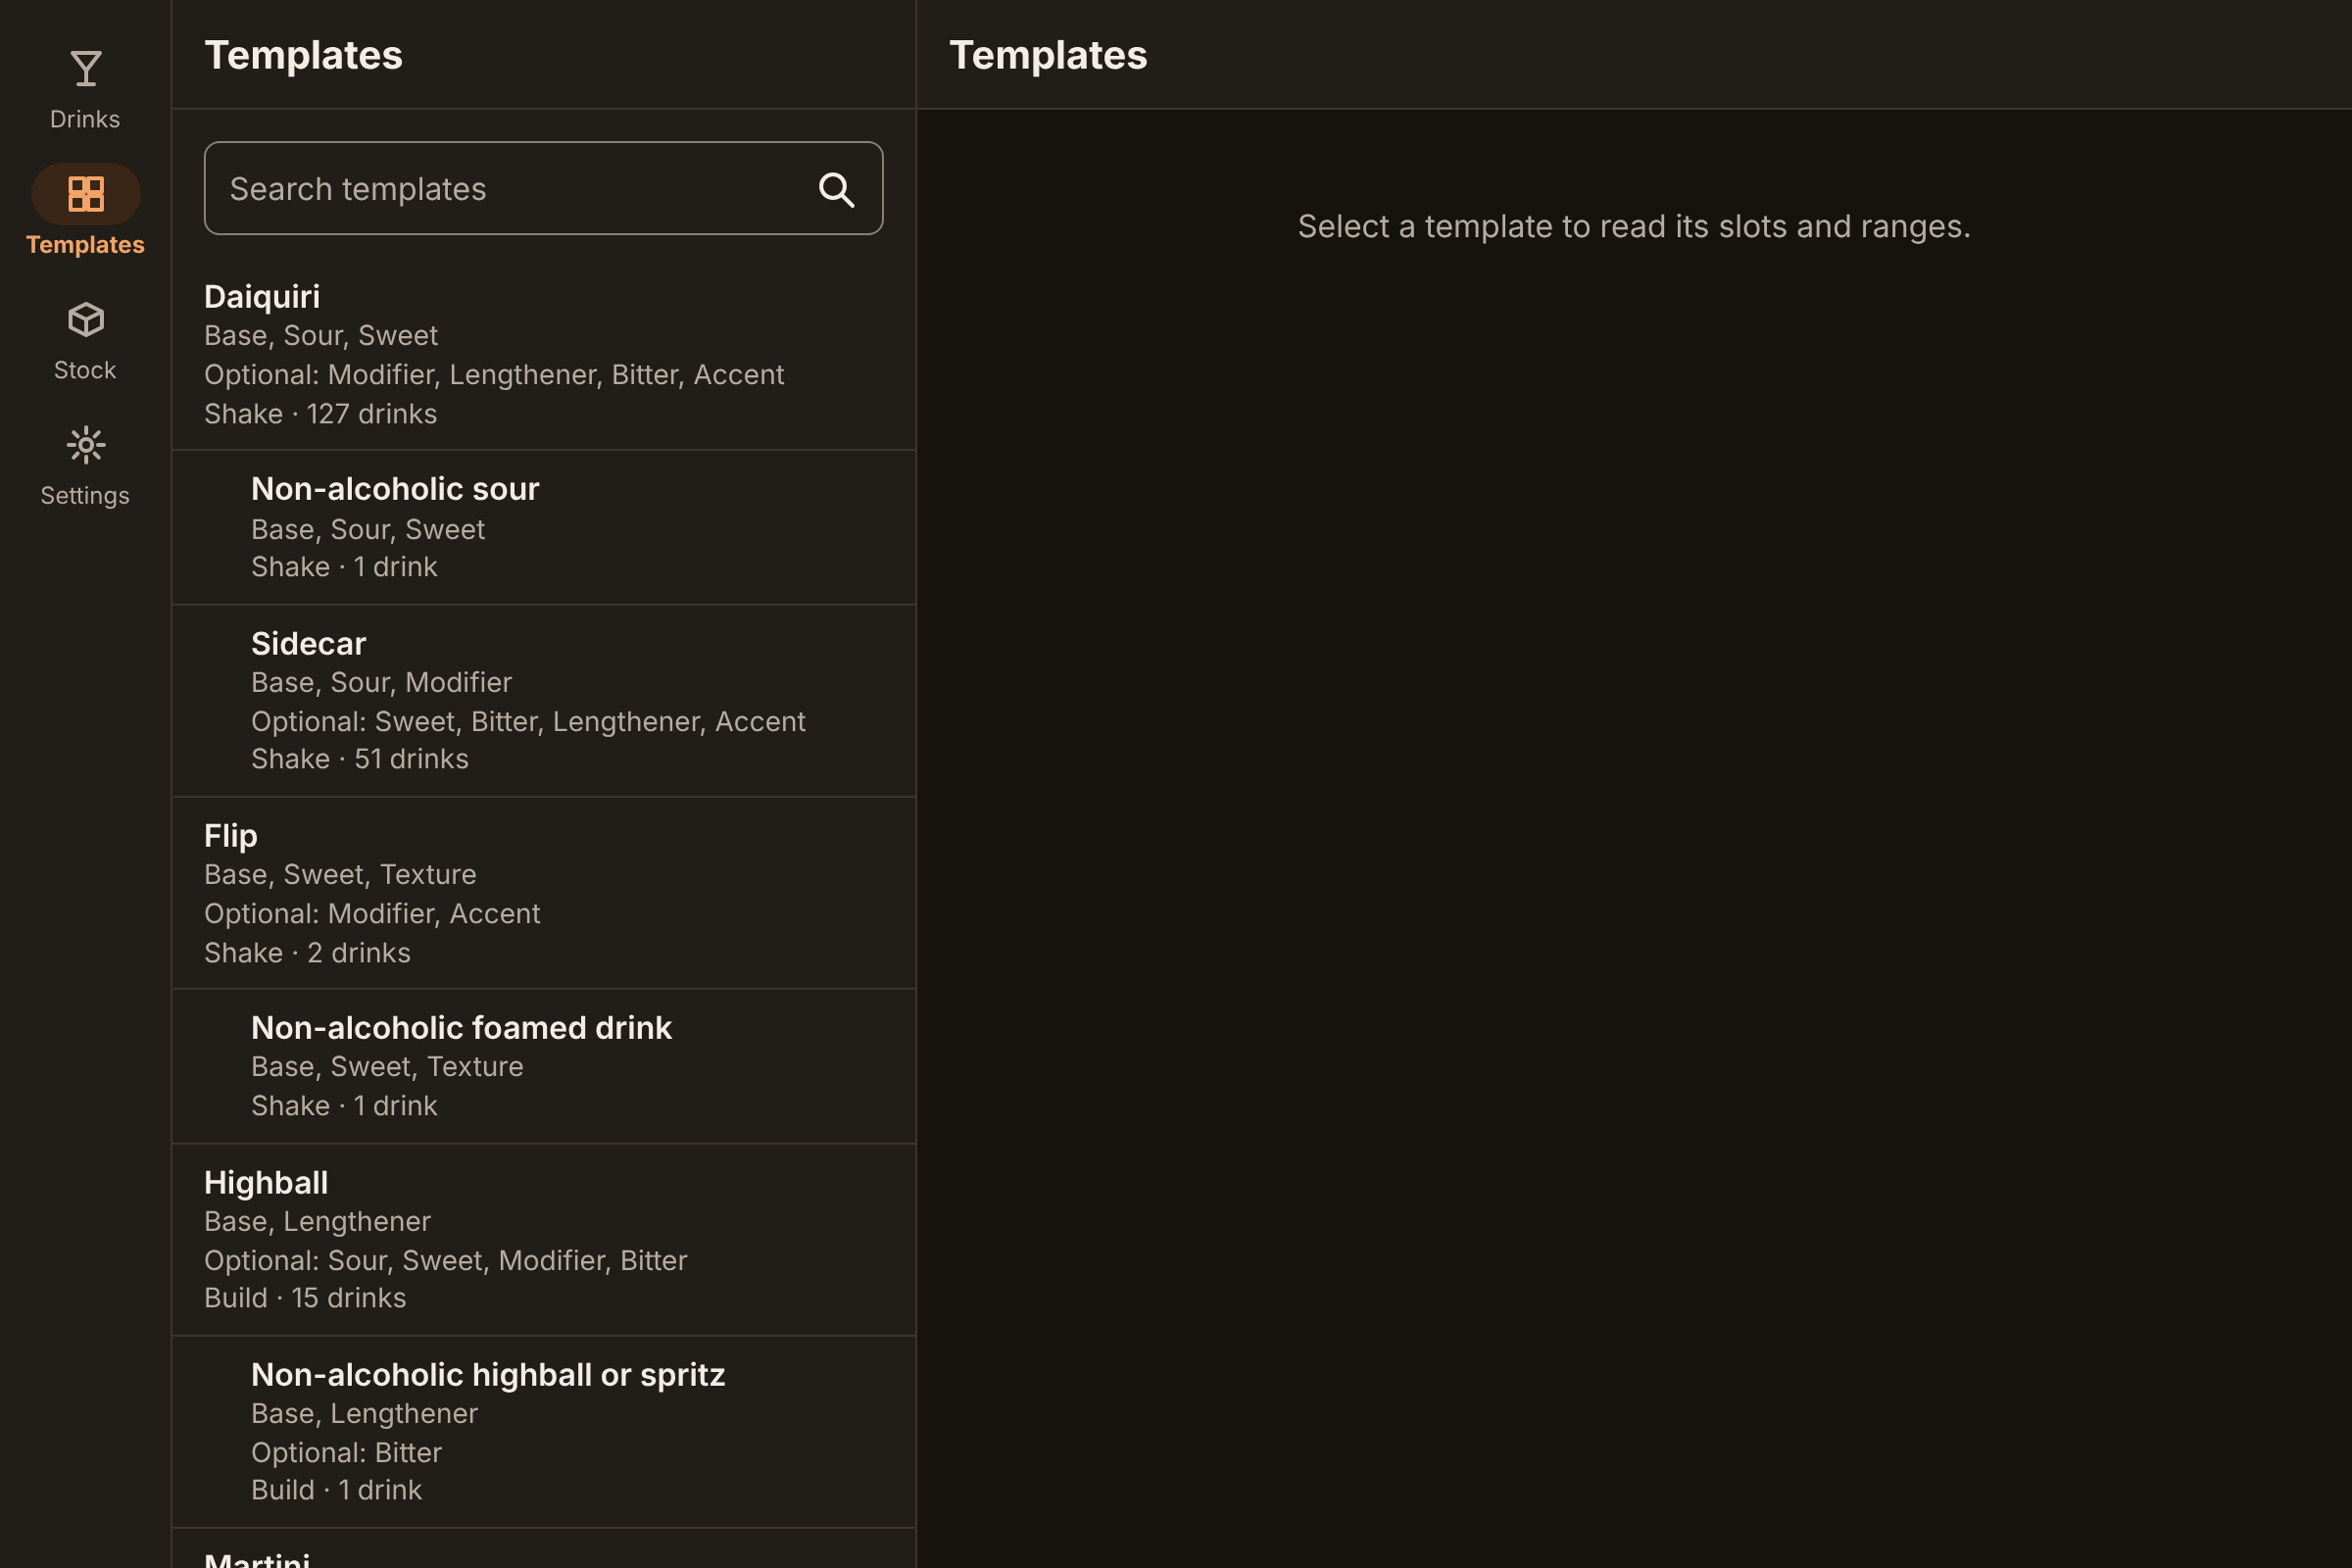 Drinks
Templates
Stock
Settings
Templates
Search templates
Daiquiri
Base, Sour, Sweet
Optional: Modifier, Lengthener, Bitter, Accent
Shake · 127 drinks
Non-alcoholic sour
Base, Sour, Sweet
Shake · 1 drink
Sidecar
Base, Sour, Modifier
Optional: Sweet, Bitter, Lengthener, Accent
Shake · 51 drinks
Flip
Base, Sweet, Texture
Optional: Modifier, Accent
Shake · 2 drinks
Non-alcoholic foamed drink
Base, Sweet, Texture
Shake · 1 drink
Highball
Base, Lengthener
Optional: Sour, Sweet, Modifier, Bitter
Build · 15 drinks
Non-alcoholic highball or spritz
Base, Lengthener
Optional: Bitter
Build · 1 drink
Martini
Templates
Select a template to read its slots and ranges.